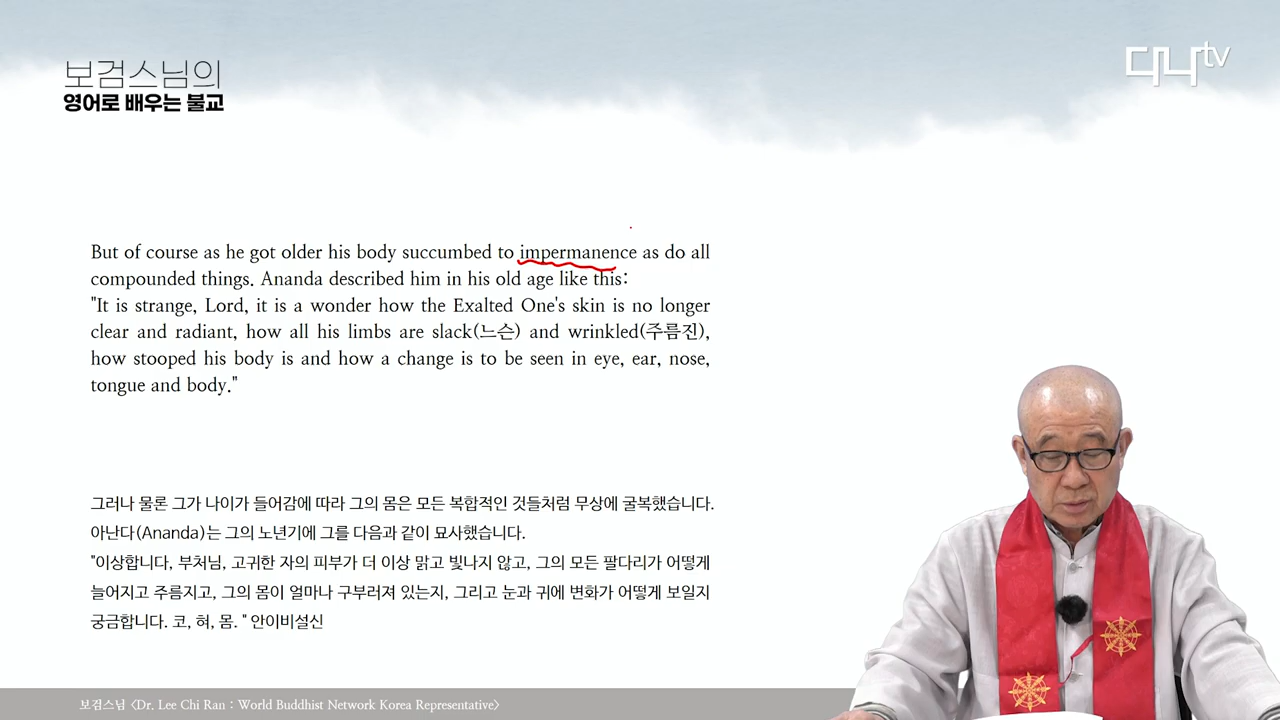 보검스님의
영어로 배우는 불교
다나tv
But of course as he got older his body succumbed to impermanence as do all
compounded things. Ananda described him in his old age like this:
"It is strange, Lord, it is a wonder how the Exalted One's skin is no longer
clear and radiant, how all his limbs are slack(느슨) and wrinkled(주름진),
how stooped his body is and how a change is to be seen in eye, ear, nose,
tongue and body."
그러나 물론 그가 나이가 들어감에 따라 그의 몸은 모든 복합적인 것들처럼 무상에 굴복했습니다.
아난다(Ananda)는 그의 노년기에 그를 다음과 같이 묘사했습니다.
"이상합니다, 부처님, 고귀한 자의 피부가 더 이상 맑고 빛나지 않고, 그의 모든 팔다리가 어떻게
늘어지고 주름지고, 그의 몸이 얼마나 구부러져 있는지, 그리고 눈과 귀에 변화가 어떻게 보일지
궁금합니다. 코, 혀, 몸. " 안이비설신
보검스님 <Dr. Lee Chi Ran : World Buddhist Network Korea Representative>